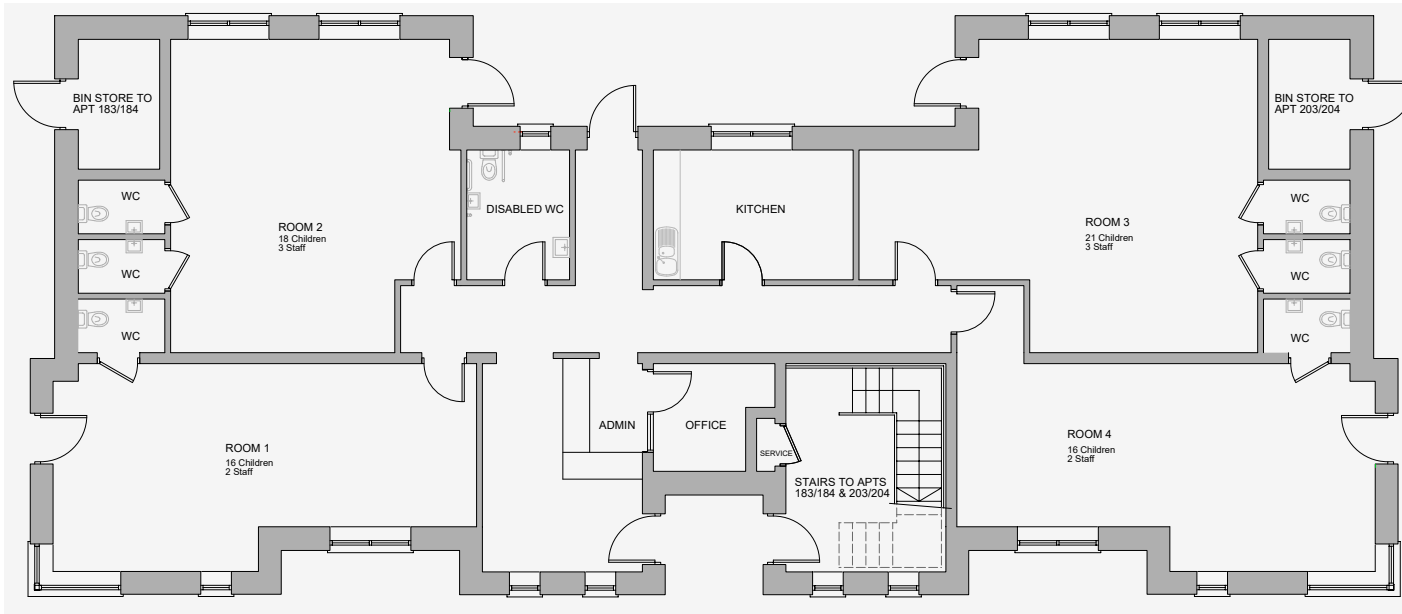 BIN STORE TO
APT 183/184
WC
WC
WC
ROOM 2
18 Children
3 Staff
DISABLED WC
KITCHEN
ROOM 3
21 Children
3 Staff
BIN STORE TO
APT 203/204
WC
WC
WC
ROOM 1
16 Children
2 Staff
ADMIN
OFFICE
SERVICE
STAIRS TO APTS
183/184 & 203/204
ROOM 4
16 Children
2 Staff